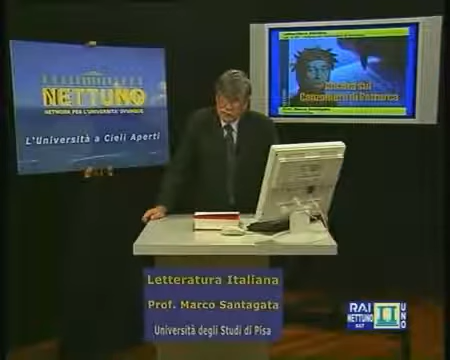 NETTUNO
NETWORK PER L'UNIVERSITA' OVUNQUE
L'Università a Cieli Aperti
Canzoniere di Petrarca
Letteratura Italiana
Prof. Marco Santagata
Università degli Studi di Pisa
RAI
NETTUNO
SAT
UNO